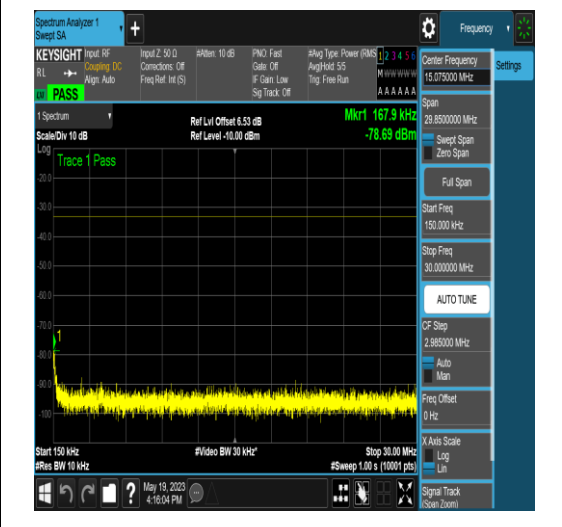 Spectrum Analyzer 1
Swept SA
+
Frequency
KEYSIGHT
RL
Input: RF
Coupling: DC
Align: Auto
Input Z: 50 Ω
Corrections: Off
Freq Ref: Int (S)
#Atten: 10 dB
PNO: Fast
Gate: Off
IF Gain: Low
Sig Track: Off
#Avg Type: Power (RMS
Avg|Hold: 5/5
Trig: Free Run
1 2 3 4 5 6
M w w w w w
A A A A A A
PASS
1 Spectrum
Scale/Div 10 dB
Ref Lvl Offset 6.53 dB
Ref Level -10.00 dBm
Mkr1 167.9 kHz
-78.69 dBm
Log
Trace 1 Pass
-20.0
-30.0
-40.0
-50.0
-60.0
-70.0
1
-80.0
-90.0
-100
Start 150 kHz
#Res BW 10 kHz
#Video BW 30 kHz*
Stop 30.00 MHz
#Sweep 1.00 s (10001 pts)
?
May 19, 2023
4:16:04 PM
Center Frequency
15.075000 MHz
Settings
Span
29.8500000 MHz
Swept Span
Zero Span
Full Span
Start Freq
150.000 kHz
Stop Freq
30.000000 MHz
AUTO TUNE
CF Step
2.985000 MHz
Auto
Man
Freq Offset
0 Hz
X Axis Scale
Log
Lin
Signal Track
(Span Zoom)